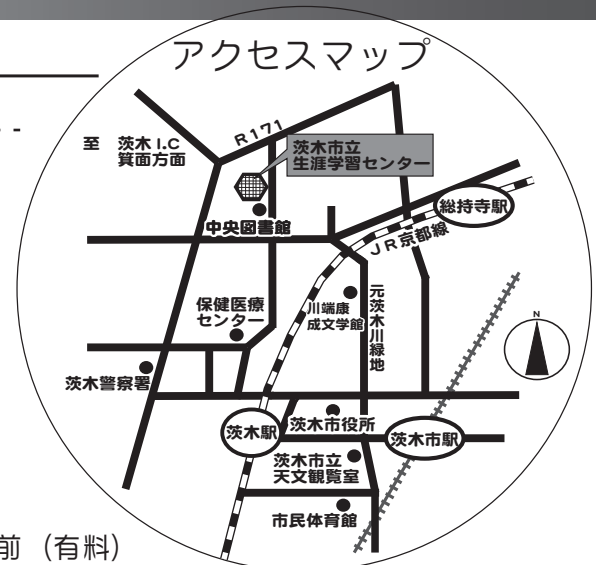 アクセスマップ
至 茨木 I.C
箕面方面
R171
茨木市立
生涯学習センター
総持寺駅
中央図書館
JR京都線
保健医療
センター
川端康
成文学館
元茨木川緑地
N
茨木警察署
茨木駅
茨木市役所
茨木市駅
茨木市立
天文観覧室
市民体育館
前（有料）